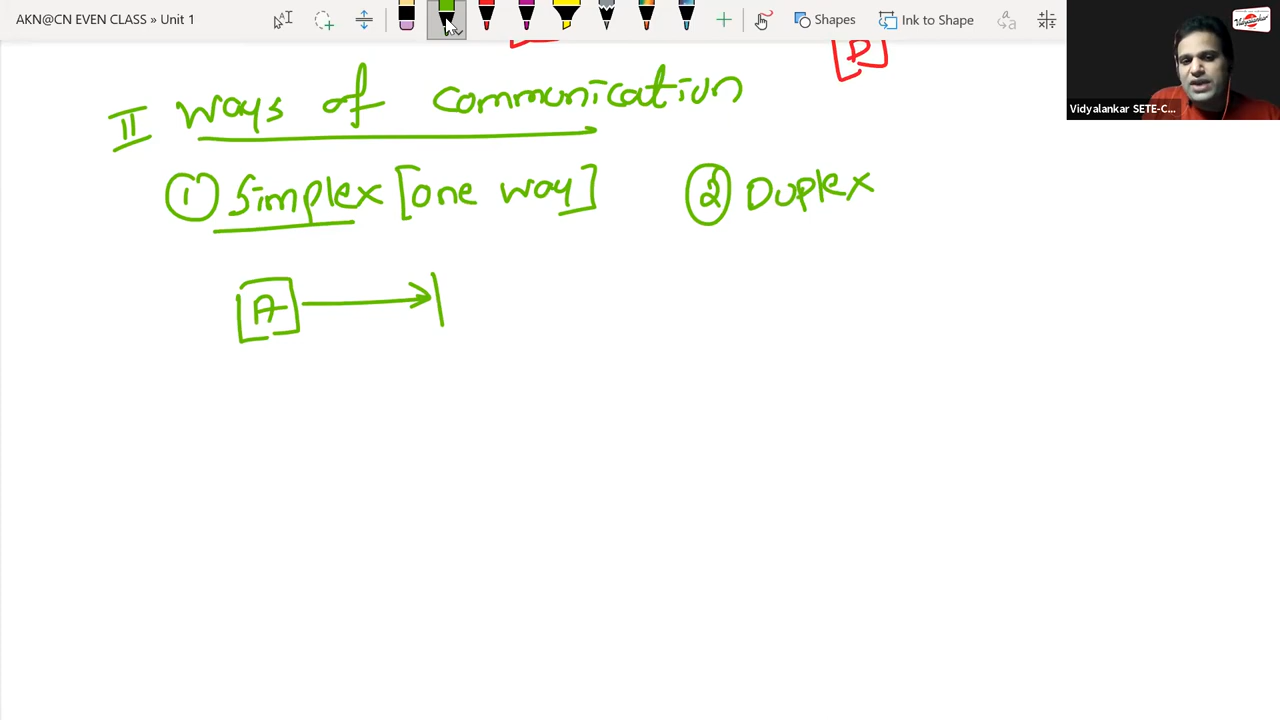 AKN@CN EVEN CLASS » Unit 1
Shapes
Ink to Shape
D
Vidyalankar
Vidyalankar SETE-C...
II Ways of communication
① Simplex [one way] ② Duplex
A